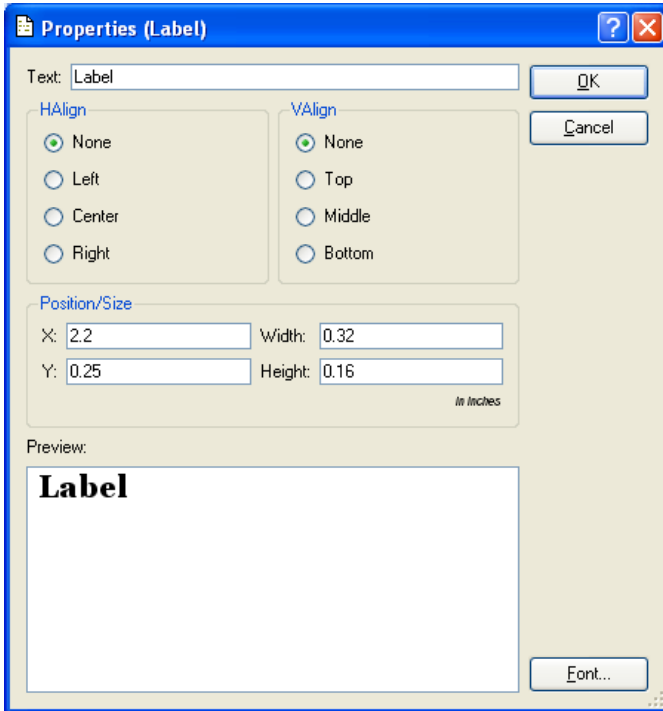 Properties (Label)
Text: Label
OK
HAlign
VAlign
Cancel
None
None
Left
Top
Center
Middle
Right
Bottom
Position/Size
X: 2.2 Width: 0.32
Y: 0.25 Height: 0.16
in inches
Preview:
Label
Font...